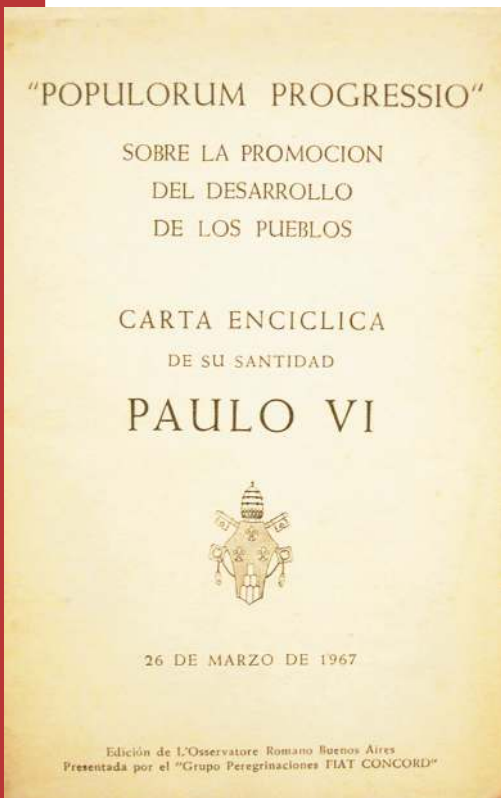 "POPULORUM PROGRESSIO"
SOBRE LA PROMOCION
DEL DESARROLLO
DE LOS PUEBLOS
CARTA ENCICLICA
DE SU SANTIDAD
PAULO VI
26 DE MARZO DE 1967
Edición de L'Osservatore Romano Buenos Aires
Presentada por el "Grupo Peregrinaciones FIAT CONCORD"